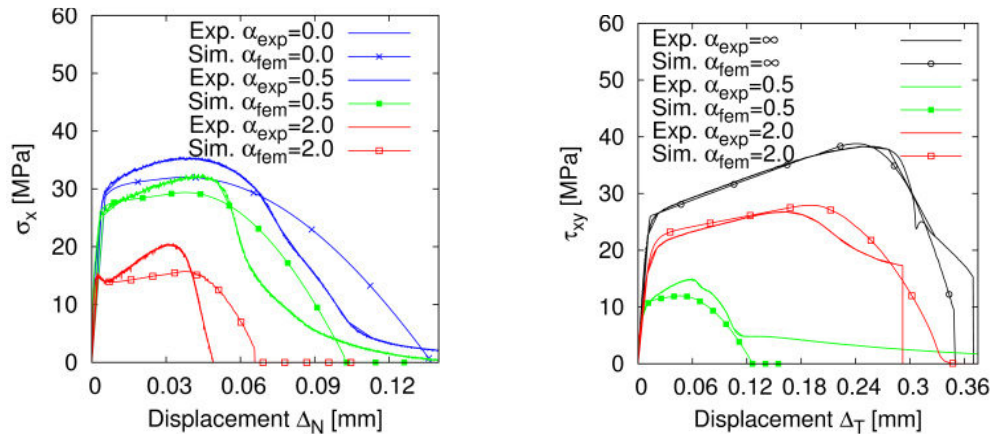 60
50
40
30
20
10
0
σx [MPa]
Exp. αexp=0.0
Sim. αfem=0.0
Exp. αexp=0.5
Sim. αfem=0.5
Exp. αexp=2.0
Sim. αfem=2.0
0 0.03 0.06 0.09 0.12
Displacement ΔN [mm]
60
50
40
30
20
10
0
τxy [MPa]
Exp. αexp=∞
Sim. αfem=∞
Exp. αexp=0.5
Sim. αfem=0.5
Exp. αexp=2.0
Sim. αfem=2.0
0 0.06 0.12 0.18 0.24 0.3 0.36
Displacement ΔT [mm]